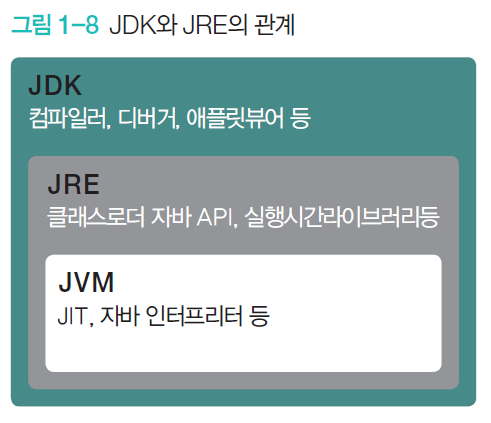 그림 1-8 JDK와 JRE의 관계
JDK
컴파일러, 디버거, 애플릿뷰어 등
JRE
클래스로더 자바 API, 실행시간라이브러리등
JVM
JIT, 자바 인터프리터 등